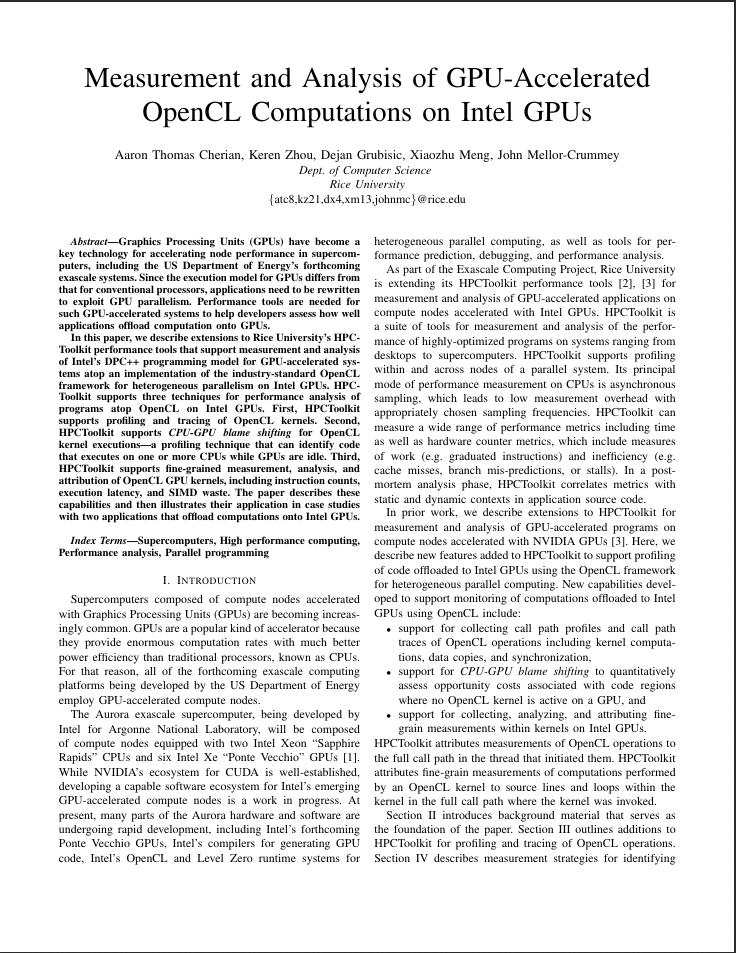 Measurement and Analysis of GPU-Accelerated
OpenCL Computations on Intel GPUs
Aaron Thomas Cherian, Keren Zhou, Dejan Grubisic, Xiaozhu Meng, John Mellor-Crummey
Dept. of Computer Science
Rice University
{atc8,kz21,dx4,xm13,johnmc}@rice.edu
Abstract—Graphics Processing Units (GPUs) have become a
key technology for accelerating node performance in supercom-
puters, including the US Department of Energy's forthcoming
exascale systems. Since the execution model for GPUs differs from
that for conventional processors, applications need to be rewritten
to exploit GPU parallelism. Performance tools are needed for
such GPU-accelerated systems to help developers assess how well
applications offload computation onto GPUs.
In this paper, we describe extensions to Rice University's HPC-
Toolkit performance tools that support measurement and analysis
of Intel's DPC++ programming model for GPU-accelerated sys-
tems atop an implementation of the industry-standard OpenCL
framework for heterogeneous parallelism on Intel GPUs. HPC-
Toolkit supports three techniques for performance analysis of
programs atop OpenCL on Intel GPUs. First, HPCToolkit
supports profiling and tracing of OpenCL kernels. Second,
HPCToolkit supports CPU-GPU blame shifting for OpenCL
kernel executions—a profiling technique that can identify code
that executes on one or more CPUs while GPUs are idle. Third,
HPCToolkit supports fine-grained measurement, analysis, and
attribution of OpenCL GPU kernels, including instruction counts,
execution latency, and SIMD waste. The paper describes these
capabilities and then illustrates their application in case studies
with two applications that offload computations onto Intel GPUs.
Index Terms—Supercomputers, High performance computing,
Performance analysis, Parallel programming
I. INTRODUCTION
Supercomputers composed of compute nodes accelerated
with Graphics Processing Units (GPUs) are becoming increas-
ingly common. GPUs are a popular kind of accelerator because
they provide enormous computation rates with much better
power efficiency than traditional processors, known as CPUs.
For that reason, all of the forthcoming exascale computing
platforms being developed by the US Department of Energy
employ GPU-accelerated compute nodes.
The Aurora exascale supercomputer, being developed by
Intel for Argonne National Laboratory, will be composed
of compute nodes equipped with two Intel Xeon “Sapphire
Rapids” CPUs and six Intel Xe “Ponte Vecchio” GPUs [1].
While NVIDIA's ecosystem for CUDA is well-established,
developing a capable software ecosystem for Intel's emerging
GPU-accelerated compute nodes is a work in progress. At
present, many parts of the Aurora hardware and software are
undergoing rapid development, including Intel's forthcoming
Ponte Vecchio GPUs, Intel's compilers for generating GPU
code, Intel's OpenCL and Level Zero runtime systems for
heterogeneous parallel computing, as well as tools for per-
formance prediction, debugging, and performance analysis.
As part of the Exascale Computing Project, Rice University
is extending its HPCToolkit performance tools [2], [3] for
measurement and analysis of GPU-accelerated applications on
compute nodes accelerated with Intel GPUs. HPCToolkit is
a suite of tools for measurement and analysis of the perfor-
mance of highly-optimized programs on systems ranging from
desktops to supercomputers. HPCToolkit supports profiling
within and across nodes of a parallel system. Its principal
mode of performance measurement on CPUs is asynchronous
sampling, which leads to low measurement overhead with
appropriately chosen sampling frequencies. HPCToolkit can
measure a wide range of performance metrics including time
as well as hardware counter metrics, which include measures
of work (e.g. graduated instructions) and inefficiency (e.g.
cache misses, branch mis-predictions, or stalls). In a post-
mortem analysis phase, HPCToolkit correlates metrics with
static and dynamic contexts in application source code.
In prior work, we describe extensions to HPCToolkit for
measurement and analysis of GPU-accelerated programs on
compute nodes accelerated with NVIDIA GPUs [3]. Here, we
describe new features added to HPCToolkit to support profiling
of code offloaded to Intel GPUs using the OpenCL framework
for heterogeneous parallel computing. New capabilities devel-
oped to support monitoring of computations offloaded to Intel
GPUs using OpenCL include:
• support for collecting call path profiles and call path
traces of OpenCL operations including kernel computa-
tions, data copies, and synchronization,
• support for CPU-GPU blame shifting to quantitatively
assess opportunity costs associated with code regions
where no OpenCL kernel is active on a GPU, and
• support for collecting, analyzing, and attributing fine-
grain measurements within kernels on Intel GPUs.
HPCToolkit attributes measurements of OpenCL operations to
the full call path in the thread that initiated them. HPCToolkit
attributes fine-grain measurements of computations performed
by an OpenCL kernel to source lines and loops within the
kernel in the full call path where the kernel was invoked.
Section II introduces background material that serves as
the foundation of the paper. Section III outlines additions to
HPCToolkit for profiling and tracing of OpenCL operations.
Section IV describes measurement strategies for identifying